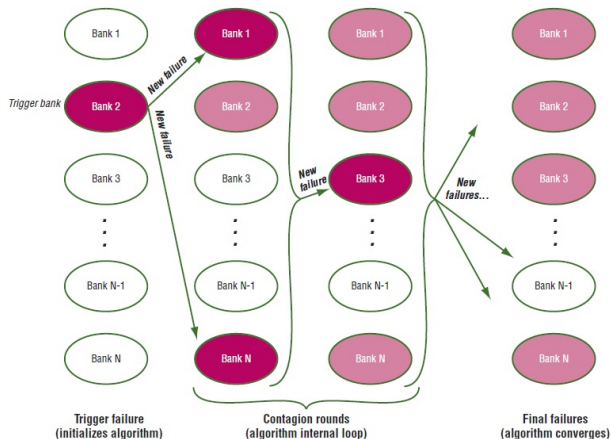 Bank 1
Bank 1
Bank 1
Bank 1
New failure
Trigger bank
Bank 2
Bank 2
Bank 2
Bank 2
New failure
Bank 3
Bank 3
New
failure
Bank 3
New
failures...
Bank 3
Bank N-1
Bank N-1
Bank N-1
Bank N-1
Bank N
Bank N
Bank N
Bank N
Trigger failure
(initializes algorithm)
Contagion rounds
(algorithm internal loop)
Final failures
(algorithm converges)